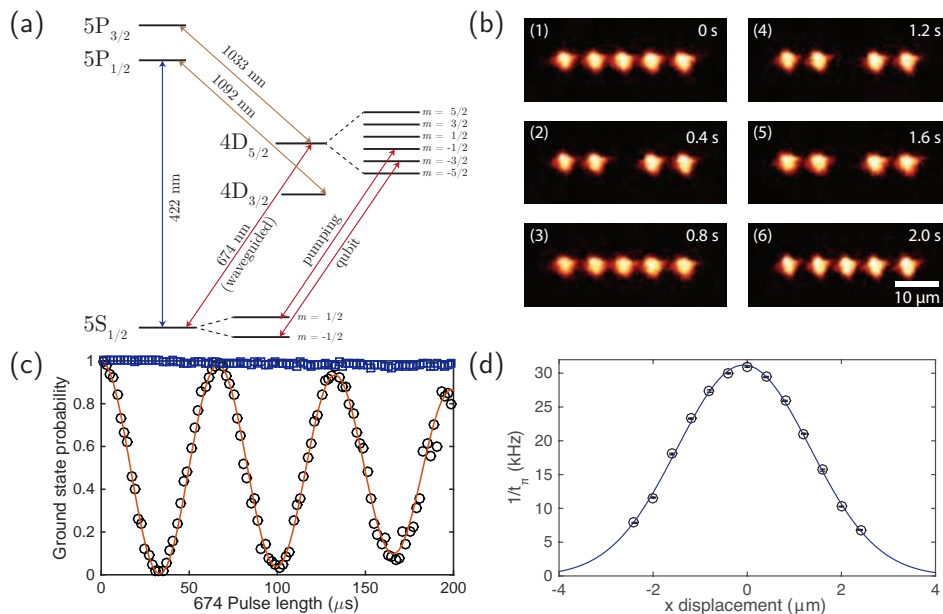 (a)
5P3/2
5P1/2
1033 nm
1092 nm
4D5/2
4D3/2
m = 5/2
m = 3/2
m = 1/2
m = -1/2
m = -3/2
m = -5/2
422 nm
674 nm
(waveguided)
pumping
qubit
5S1/2
m = 1/2
m = -1/2
(b)
(1) 0 s
(4) 1.2 s
(2) 0.4 s
(5) 1.6 s
(3) 0.8 s
(6) 2.0 s
10 μm
(c)
Ground state probability
1
0.8
0.6
0.4
0.2
0
0 50 100 150 200
674 Pulse length (μs)
(d)
1/tπ (kHz)
30
25
20
15
10
5
0
−4 −2 0 2 4
x displacement (μm)